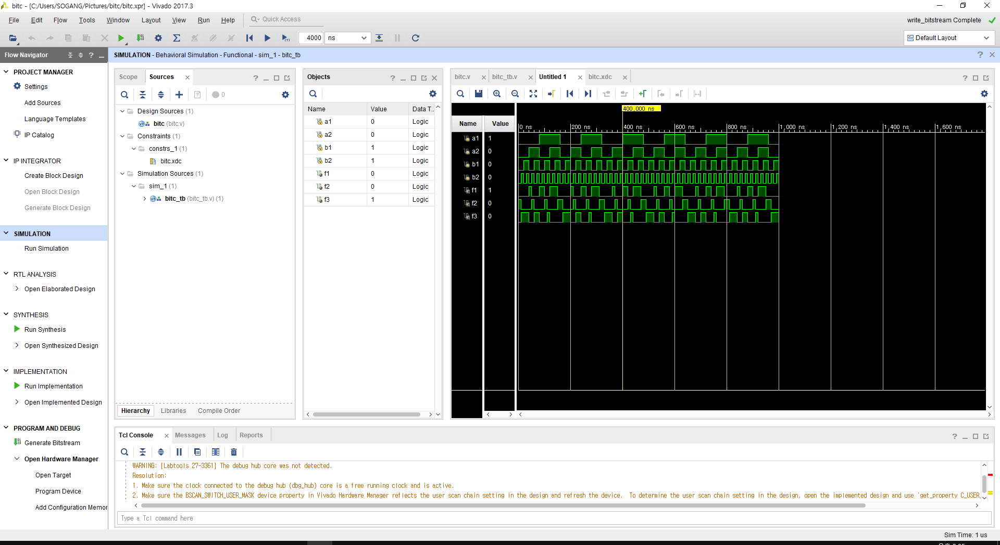 bitc - [C:/Users/SOGANG/Pictures/bitc/bitc.xpr] - Vivado 2017.3
File Edit Flow Tools Window Layout View Run Help Quick Access
write_bitstream Complete
4000 ns
Default Layout
Flow Navigator
SIMULATION - Behavioral Simulation - Functional - sim_1 - bitc_tb
PROJECT MANAGER
Settings
Add Sources
Language Templates
IP Catalog
IP INTEGRATOR
Create Block Design
Open Block Design
Generate Block Design
SIMULATION
Run Simulation
RTL ANALYSIS
Open Elaborated Design
SYNTHESIS
Run Synthesis
Open Synthesized Design
IMPLEMENTATION
Run Implementation
Open Implemented Design
PROGRAM AND DEBUG
Generate Bitstream
Open Hardware Manager
Open Target
Program Device
Add Configuration Memor
Scope Sources
0
Design Sources (1)
bitc (bitc.v)
Constraints (1)
constrs_1 (1)
bitc.xdc
Simulation Sources (1)
sim_1 (1)
bitc_tb (bitc_tb.v) (1)
Hierarchy Libraries Compile Order
Objects
Name Value Data T..
a1 0 Logic
a2 0 Logic
b1 1 Logic
b2 1 Logic
f1 0 Logic
f2 0 Logic
f3 1 Logic
bitc.v bitc_tb.v Untitled 1 bitc.xdc
400,000 ns
Name Value
0 ns 200 ns 400 ns 600 ns 800 ns 1,000 ns 1,200 ns 1,400 ns 1,600 ns
a1 1
a2 0
b1 0
b2 0
f1 1
f2 0
f3 0
Tcl Console Messages Log Reports
WARNING: [Labtools 27-3361] The debug hub core was not detected.
Resolution:
1. Make sure the clock connected to the debug hub (dbg_hub) core is a free running clock and is active.
2. Make sure the BSCAN_SWITCH_USER_MASK device property in Vivado Hardware Manager reflects the user scan chain setting in the design and refresh the device.  To determine the user scan chain setting in the design, open the implemented design and use 'get_property C_USER_
Type a Tcl command here
Sim Time: 1 us